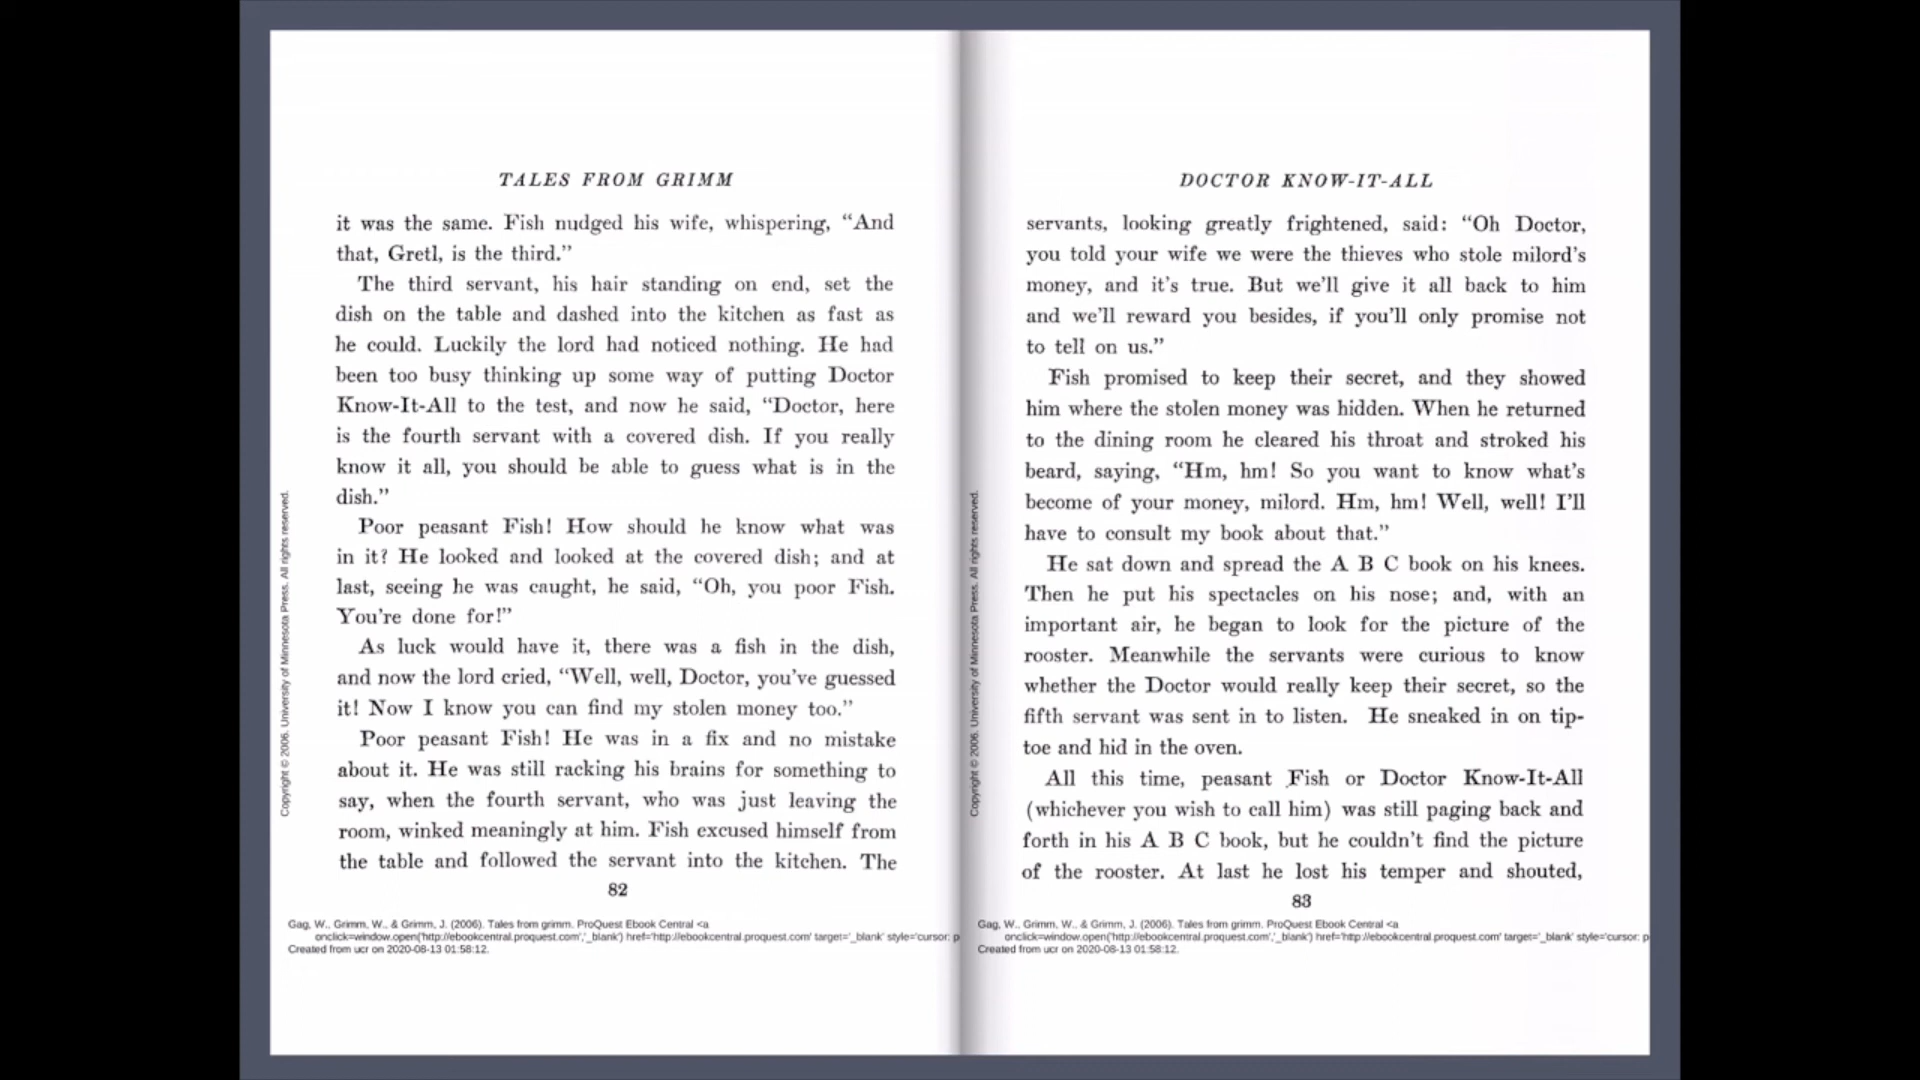 TALES FROM GRIMM
it was the same. Fish nudged his wife, whispering, “And
that, Gretl, is the third.”
The third servant, his hair standing on end, set the
dish on the table and dashed into the kitchen as fast as
he could. Luckily the lord had noticed nothing. He had
been too busy thinking up some way of putting Doctor
Know-It-All to the test, and now he said, “Doctor, here
is the fourth servant with a covered dish. If you really
know it all, you should be able to guess what is in the
dish.”
Poor peasant Fish! How should he know what was
in it? He looked and looked at the covered dish; and at
last, seeing he was caught, he said, “Oh, you poor Fish.
You’re done for!”
As luck would have it, there was a fish in the dish,
and now the lord cried, “Well, well, Doctor, you’ve guessed
it! Now I know you can find my stolen money too.”
Poor peasant Fish! He was in a fix and no mistake
about it. He was still racking his brains for something to
say, when the fourth servant, who was just leaving the
room, winked meaningly at him. Fish excused himself from
the table and followed the servant into the kitchen. The
82
Copyright © 2006. University of Minnesota Press. All rights reserved.
Gag, W., Grimm, W., & Grimm, J. (2006). Tales from grimm. ProQuest Ebook Central <a
onclick=window.open('http://ebookcentral.proquest.com','_blank') href='http://ebookcentral.proquest.com' target='_blank' style='cursor: p
Created from ucr on 2020-08-13 01:58:12.
DOCTOR KNOW-IT-ALL
servants, looking greatly frightened, said: “Oh Doctor,
you told your wife we were the thieves who stole milord’s
money, and it’s true. But we’ll give it all back to him
and we’ll reward you besides, if you’ll only promise not
to tell on us.”
Fish promised to keep their secret, and they showed
him where the stolen money was hidden. When he returned
to the dining room he cleared his throat and stroked his
beard, saying, “Hm, hm! So you want to know what’s
become of your money, milord. Hm, hm! Well, well! I’ll
have to consult my book about that.”
He sat down and spread the A B C book on his knees.
Then he put his spectacles on his nose; and, with an
important air, he began to look for the picture of the
rooster. Meanwhile the servants were curious to know
whether the Doctor would really keep their secret, so the
fifth servant was sent in to listen. He sneaked in on tip-
toe and hid in the oven.
All this time, peasant Fish or Doctor Know-It-All
(whichever you wish to call him) was still paging back and
forth in his A B C book, but he couldn’t find the picture
of the rooster. At last he lost his temper and shouted,
83
Copyright © 2006. University of Minnesota Press. All rights reserved.
Gag, W., Grimm, W., & Grimm, J. (2006). Tales from grimm. ProQuest Ebook Central <a
onclick=window.open('http://ebookcentral.proquest.com','_blank') href='http://ebookcentral.proquest.com' target='_blank' style='cursor: p
Created from ucr on 2020-08-13 01:58:12.